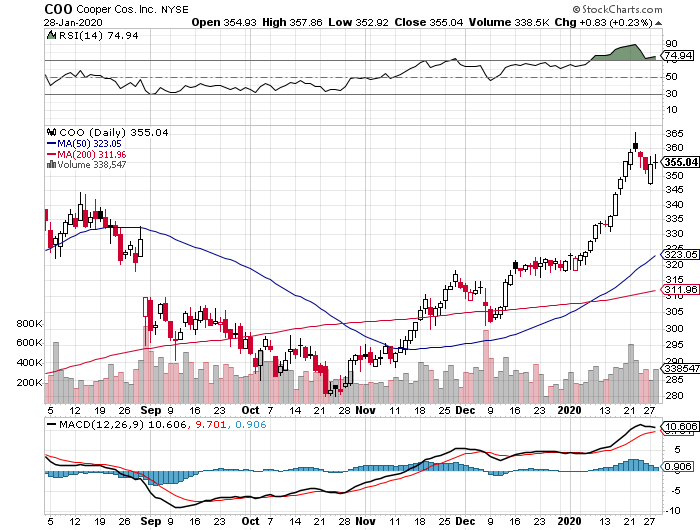 COO Cooper Cos. Inc. NYSE © StockCharts.com
28-Jan-2020 Open 354.93 High 357.86 Low 352.92 Close 355.04 Volume 338.5K Chg +0.83 (+0.23%)
RSI(14) 74.94
90
74.94
70
50
30
10
COO (Daily) 355.04
MA(50) 323.05
MA(200) 311.96
Volume 338,547
365
360
355.04
350
345
340
335
330
323.05
320
315
311.96
310
305
800K 300
600K 295
400K 290
338547
200K 285
280
5 12 19 26 Sep 9 16 23 Oct 7 14 21 28 Nov 11 18 25 Dec 9 16 23 2020 13 21 27
MACD(12,26,9) 10.606, 9.701, 0.906
10.606
5
0.906
-5
-10
5 12 19 26 Sep 9 16 23 Oct 7 14 21 28 Nov 11 18 25 Dec 9 16 23 2020 13 21 27